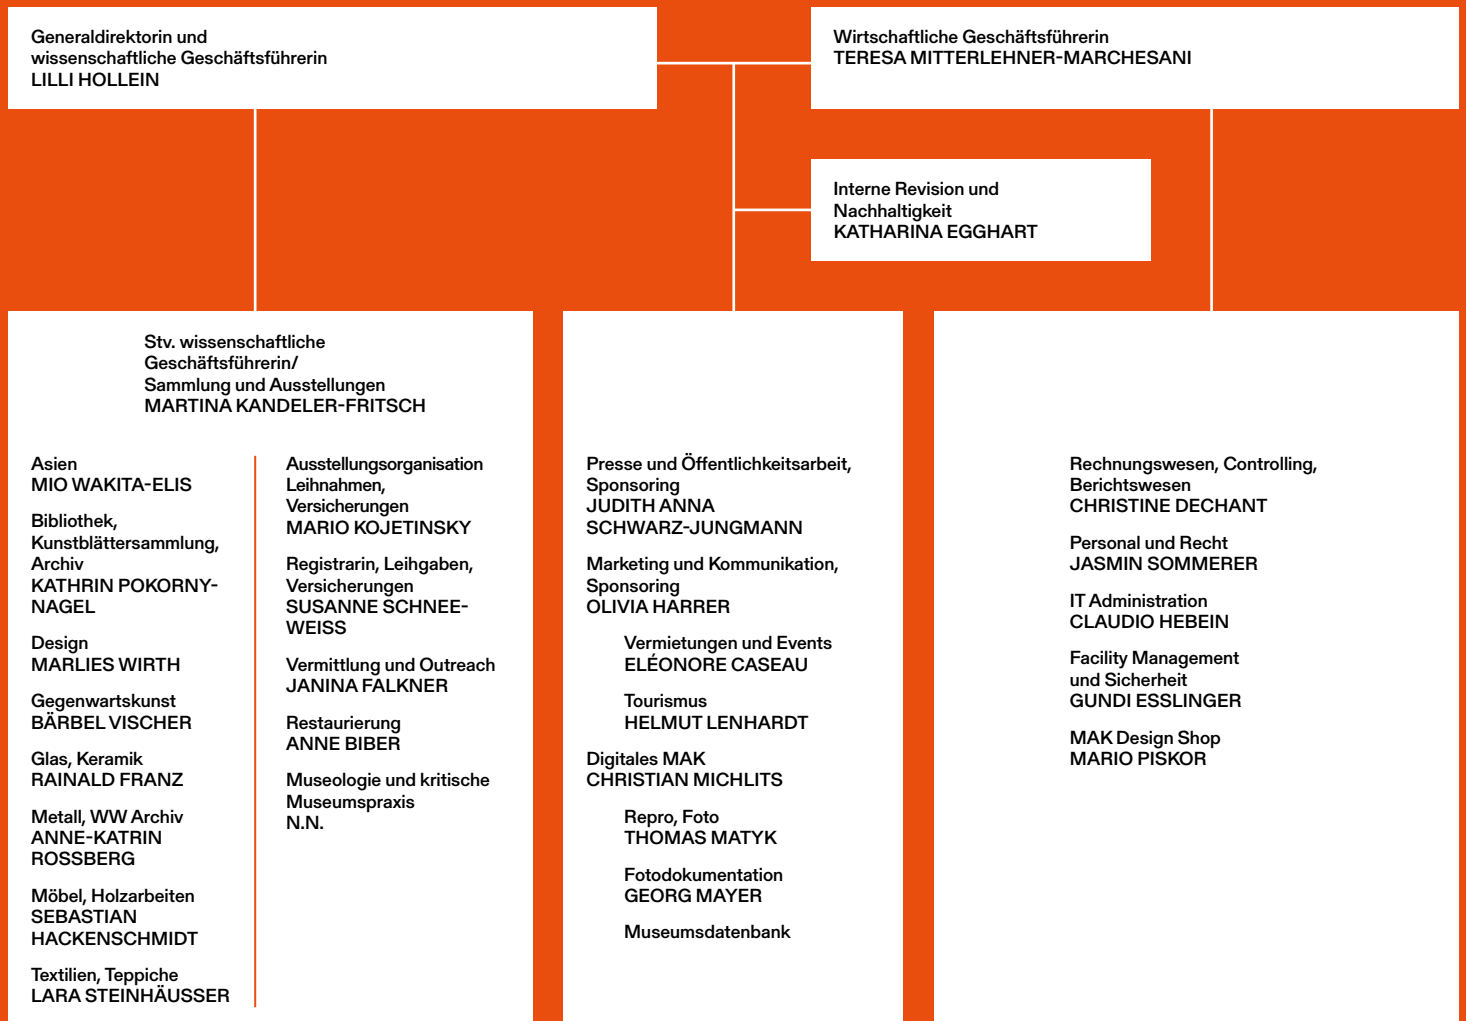 Generaldirektorin und
wissenschaftliche Geschäftsführerin
LILLI HOLLEIN
Wirtschaftliche Geschäftsführerin
TERESA MITTERLEHNER-MARCHESANI
Interne Revision und
Nachhaltigkeit
KATHARINA EGGHART
Stv. wissenschaftliche
Geschäftsführerin/
Sammlung und Ausstellungen
MARTINA KANDELER-FRITSCH
Asien
MIO WAKITA-ELIS
Bibliothek,
Kunstblättersammlung,
Archiv
KATHRIN POKORNY-
NAGEL
Design
MARLIES WIRTH
Gegenwartskunst
BÄRBEL VISCHER
Glas, Keramik
RAINALD FRANZ
Metall, WW Archiv
ANNE-KATRIN
ROSSBERG
Möbel, Holzarbeiten
SEBASTIAN
HACKENSCHMIDT
Textilien, Teppiche
LARA STEINHÄUSSER
Ausstellungsorganisation
Leihnahmen,
Versicherungen
MARIO KOJETINSKY
Registrarin, Leihgaben,
Versicherungen
SUSANNE SCHNEE-
WEISS
Vermittlung und Outreach
JANINA FALKNER
Restaurierung
ANNE BIBER
Museologie und kritische
Museumspraxis
N.N.
Presse und Öffentlichkeitsarbeit,
Sponsoring
JUDITH ANNA
SCHWARZ-JUNGMANN
Marketing und Kommunikation,
Sponsoring
OLIVIA HARRER
Vermietungen und Events
ELÉONORE CASEAU
Tourismus
HELMUT LENHARDT
Digitales MAK
CHRISTIAN MICHLITS
Repro, Foto
THOMAS MATYK
Fotodokumentation
GEORG MAYER
Museumsdatenbank
Rechnungswesen, Controlling,
Berichtswesen
CHRISTINE DECHANT
Personal und Recht
JASMIN SOMMERER
IT Administration
CLAUDIO HEBEIN
Facility Management
und Sicherheit
GUNDI ESSLINGER
MAK Design Shop
MARIO PISKOR